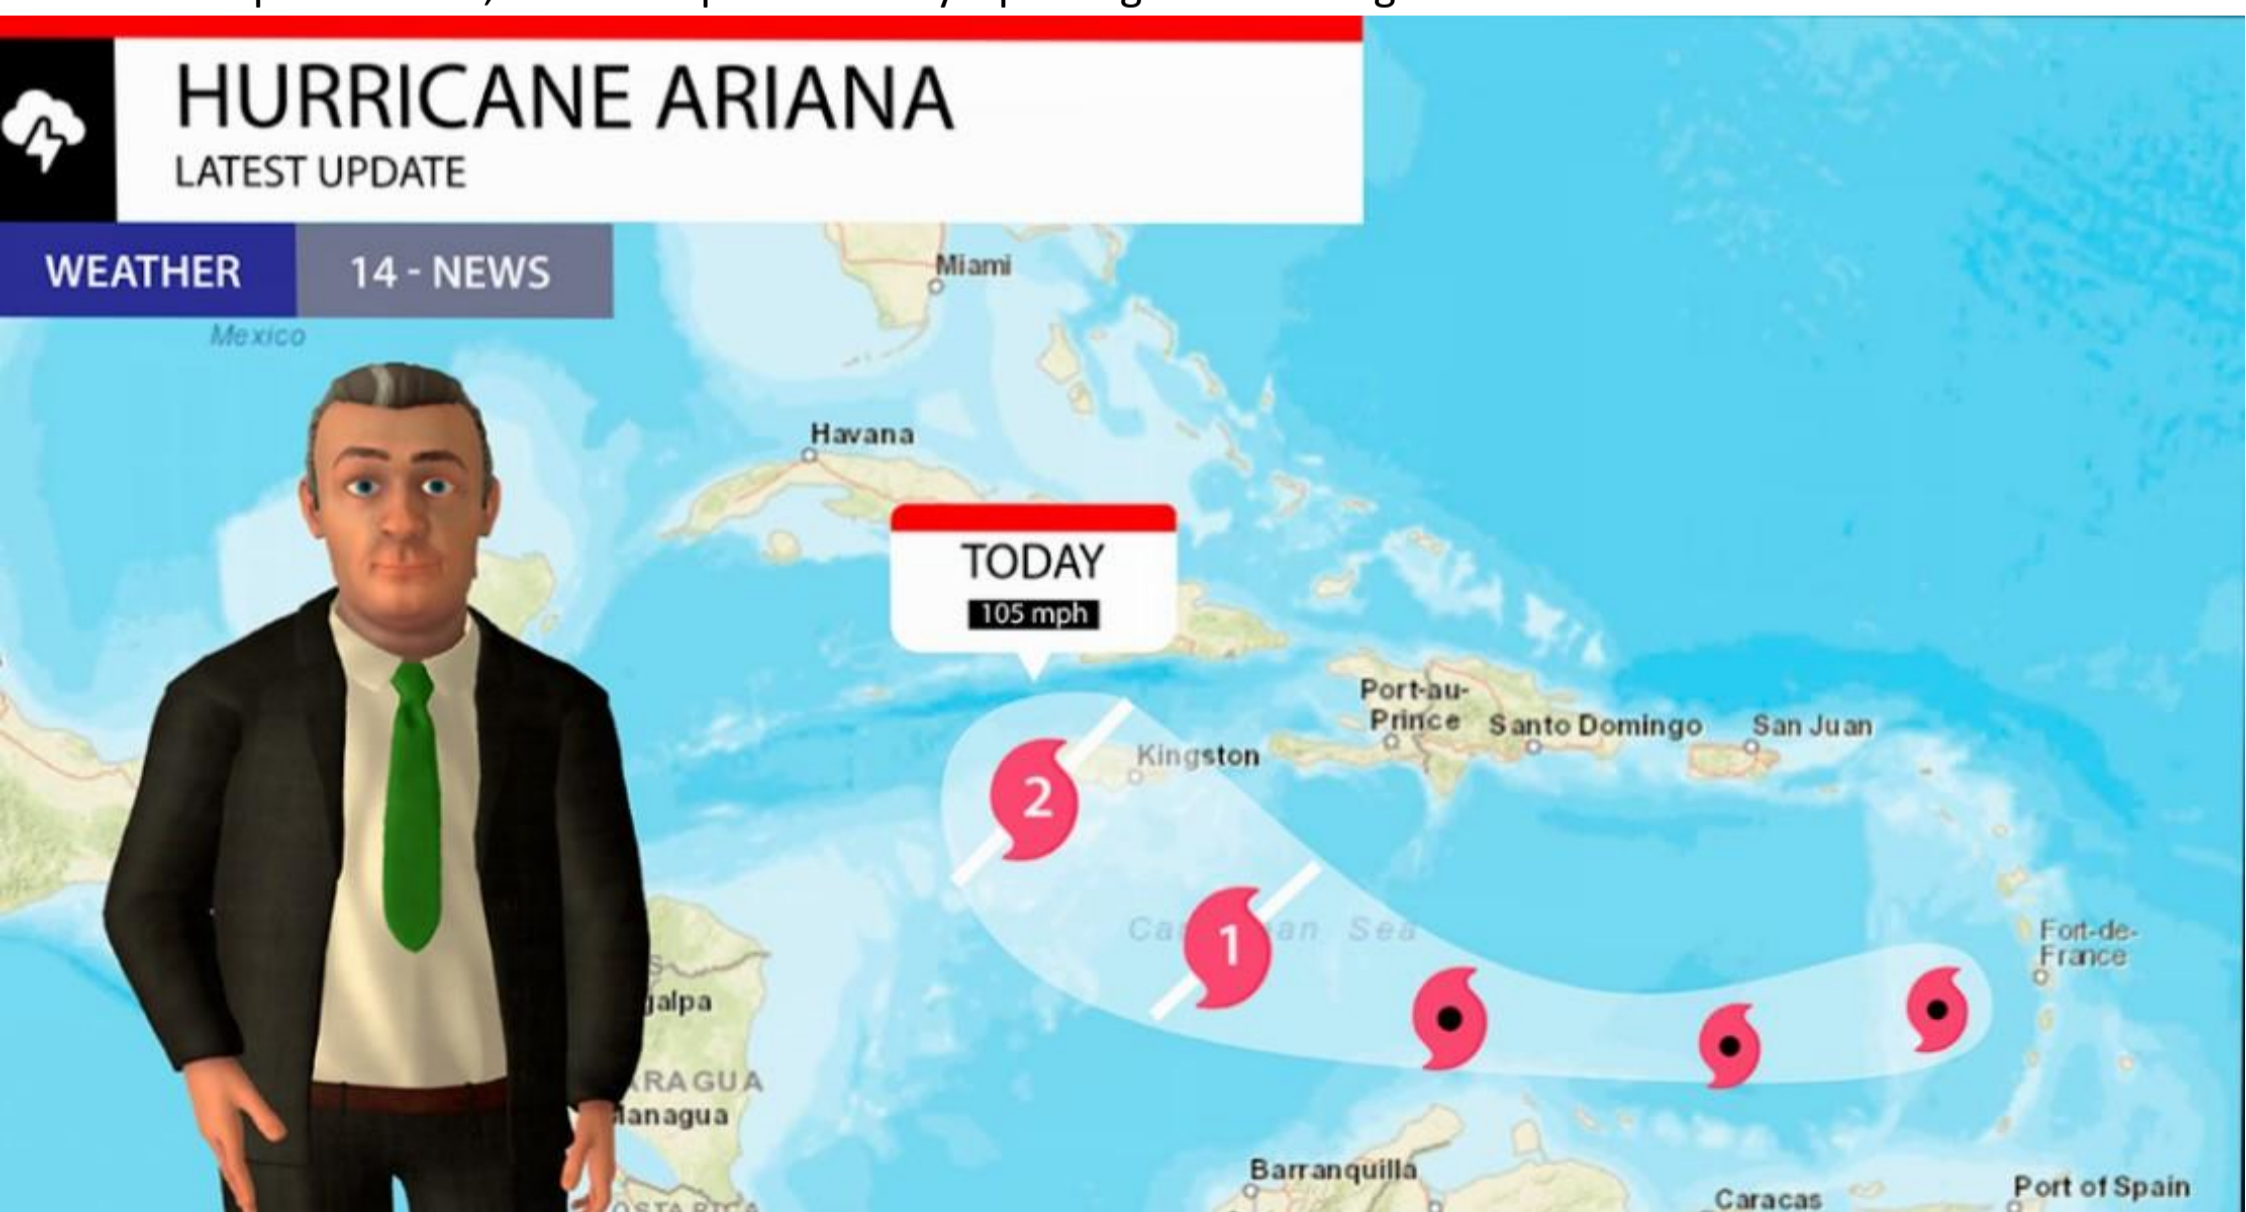 HURRICANE ARIANA
LATEST UPDATE
WEATHER
14 - NEWS
Miami
Mexico
Havana
TODAY
105 mph
Port-au-
Prince
Santo Domingo
San Juan
Kingston
2
1
Sea
Fort-de-
France
Barranquilla
Caracas
Port of Spain